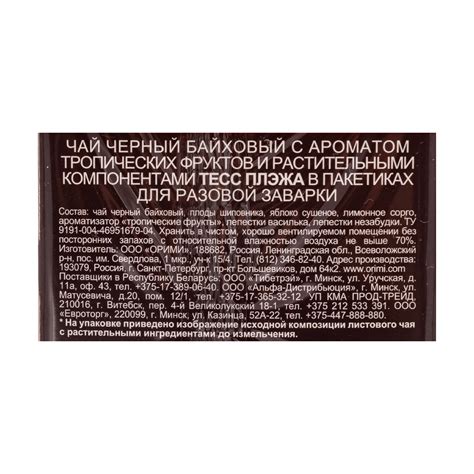 ЧАЙ ЧЕРНЫЙ БАЙХОВЫЙ С АРОМАТОМ
ТРОПИЧЕСКИХ ФРУКТОВ И РАСТИТЕЛЬНЫМИ
КОМПОНЕНТАМИ ТЕСС ПЛЭЖА В ПАКЕТИКАХ
ДЛЯ РАЗОВОЙ ЗАВАРКИ
Состав: чай черный байховый, плоды шиповника, яблоко сушеное, лимонное сорго,
ароматизатор «тропические фрукты», лепестки василька, лепестки незабудки. ТУ
9191-004-46951679-04. Хранить в чистом, хорошо вентилируемом помещении без
посторонних запахов с относительной влажностью воздуха не выше 70%.
Изготовитель: ООО «ОРИМИ», 188682, Россия, Ленинградская обл., Всеволожский
р-н, пос. им. Свердлова, 1 мкр., уч-к 15/4, Тел.: (812) 346-82-40. Адрес производства:
193079, Россия, г. Санкт-Петербург, пр-кт Большевиков, дом 64к2. www.orimi.com.
Поставщики в Республику Беларусь: ООО «Тибетрэй», г. Минск, ул. Уручская, д.
11а, оф. 43, тел. +375-17-389-06-40, ООО «Альфа-Дистрибьюция», г. Минск, ул.
Матусевича, д.20, пом. 12/1, тел. +375-17-365-32-12. УП КМА ПРОД-ТРЕЙД,
210016, г. Витебск, пер. 4-й Великолукский 18-1, тел. +375 212 533 391. ООО
«Евроторг», 220099, г. Минск, ул. Казинца, 52А-22, тел. +375-447-888-880.
* На упаковке приведено изображение исходной композиции листового чая
с растительными ингредиентами до измельчения.